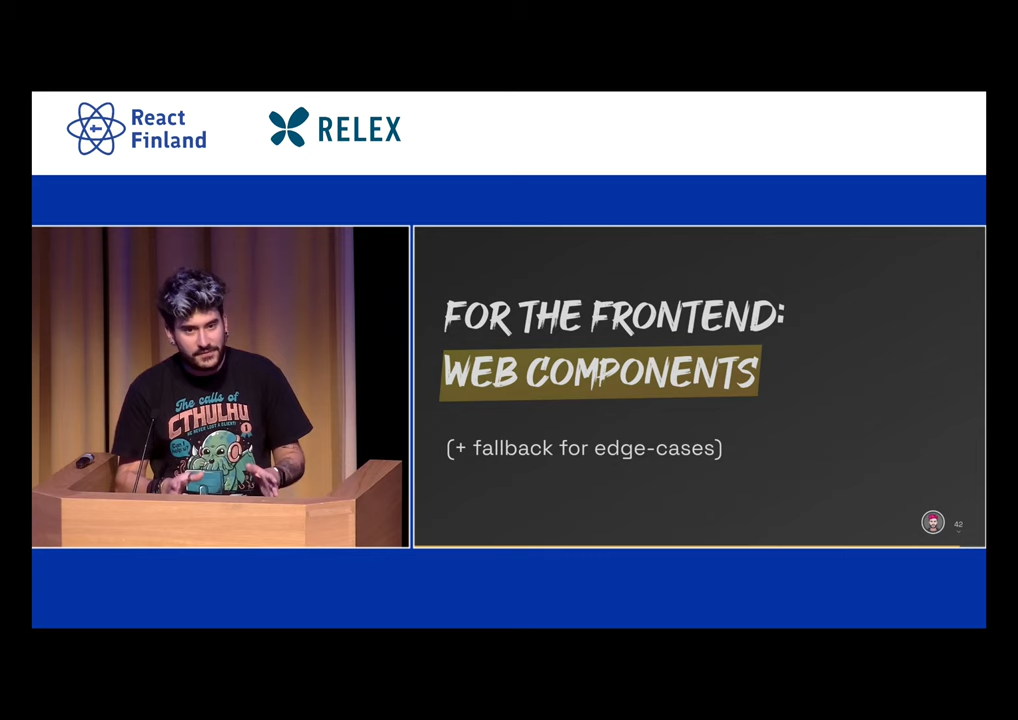 React
Finland
RELEX
The calls of
CTHULHU
FOR THE FRONTEND:
WEB COMPONENTS
(+ fallback for edge-cases)
42